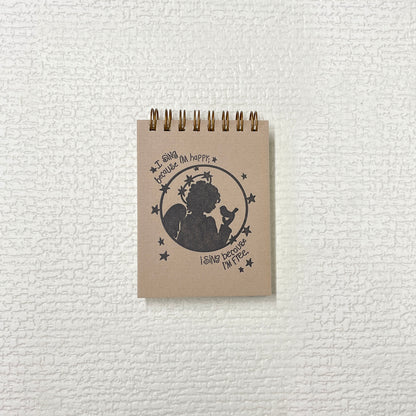 I sing
because I'm happy,
I sing because
I'm free.